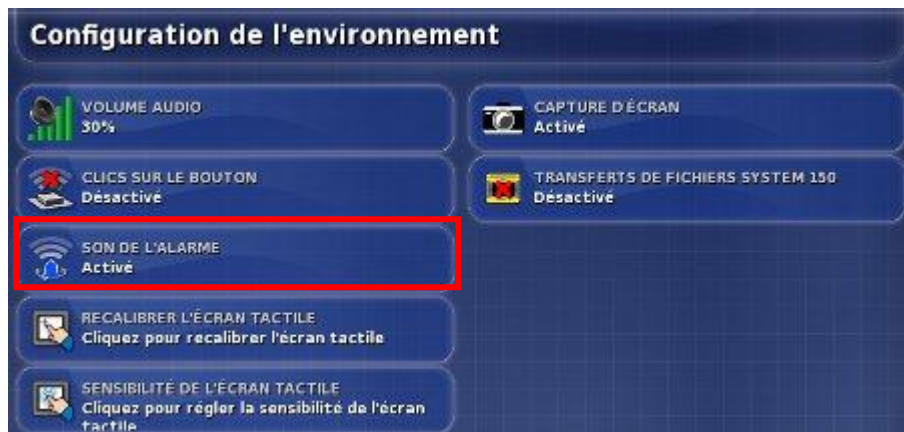 Configuration de l'environnement
VOLUME AUDIO
30%
CLICS SUR LE BOUTON
Désactivé
SON DE L'ALARME
Activé
RECALIBRER L'ÉCRAN TACTILE
Cliquez pour recalibrer l'écran tactile
SENSIBILITÉ DE L'ÉCRAN TACTILE
Cliquez pour régler la sensibilité de l'écran
tactile
CAPTURE D'ÉCRAN
Activé
TRANSFERTS DE FICHIERS SYSTEM 150
Désactivé